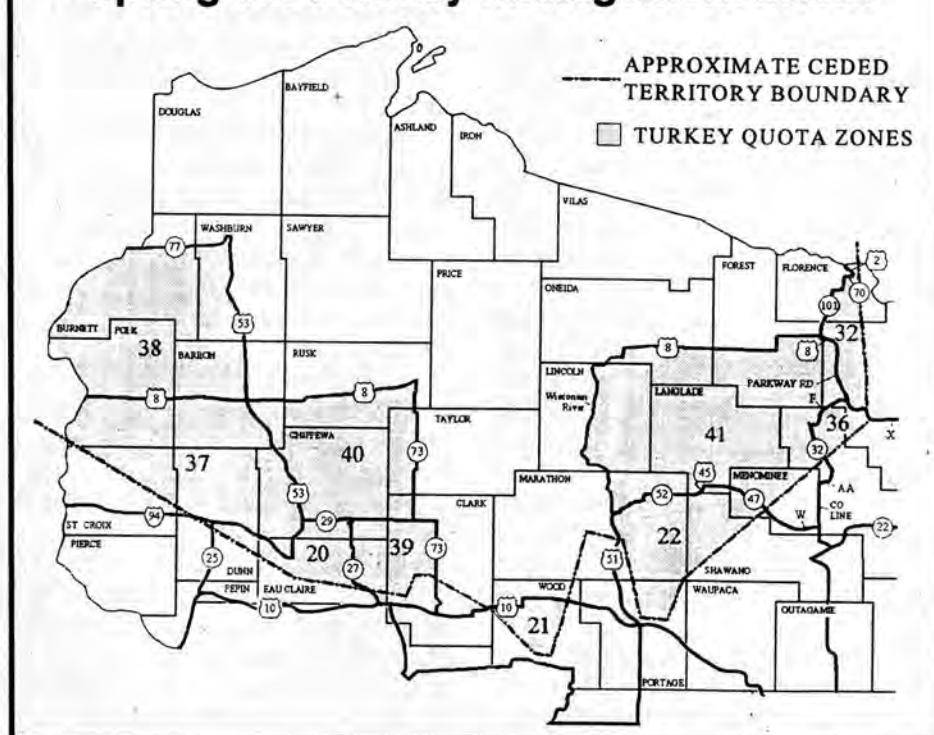 APPROXIMATE CEDED
TERRITORY BOUNDARY
TURKEY QUOTA ZONES
BAYFIELD
DOUGLAS
ASHLAND
IRON
VILAS
WASHBURN
SAWYER
77
FOREST
FLORENCE
2
PRICE
ONEIDA
70
101
53
BURNETT
POLK
38
BARRON
RUSK
8
8
32
LINCOLN
PARKWAY RD
8
8
Wisconsin
River
LANGLADE
F
TAYLOR
CHIPPEWA
40
73
41
36
X
32
37
MARATHON
45
MENOMINEE
CLARK
52
47
AA
53
CO
LINE
94
29
W
22
ST CROIX
20
39
22
PIERCE
25
27
73
51
SHAWANO
DUNN
PEPIN
EAU CLAIRE
WOOD
WAUPACA
10
10
21
OUTAGAMIE
PORTAGE